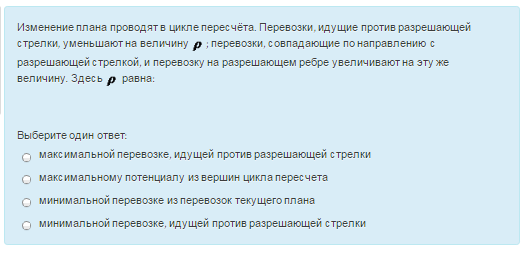 Изменение плана проводят в цикле пересчёта. Перевозки, идущие против разрешающей
стрелки, уменьшают на величину ρ ; перевозки, совпадающие по направлению с
разрешающей стрелкой, и перевозку на разрешающем ребре увеличивают на эту же
величину. Здесь ρ равна:
Выберите один ответ:
максимальной перевозке, идущей против разрешающей стрелки
максимальному потенциалу из вершин цикла пересчета
минимальной перевозке из перевозок текущего плана
минимальной перевозке, идущей против разрешающей стрелки